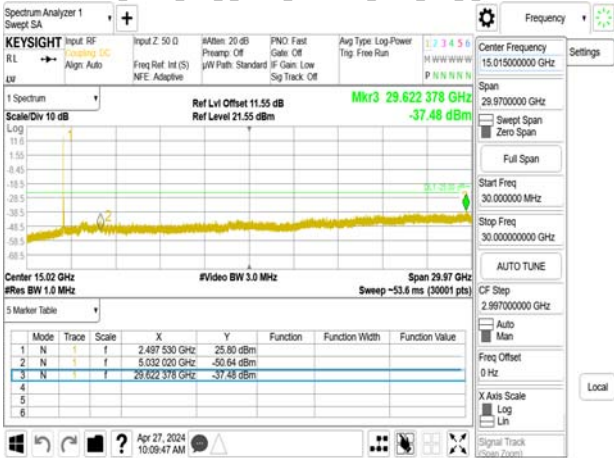 Spectrum Analyzer 1
Swept SA
+
Frequency
Settings
KEYSIGHT
RL
Input: RF
Coupling: DC
Align: Auto
Input Z: 50 Ω
Freq Ref: Int (S)
NFE: Adaptive
#Atten: 20 dB
Preamp: Off
µW Path: Standard
PNO: Fast
Gate: Off
IF Gain: Low
Sig Track: Off
Avg Type: Log-Power
Trig: Free Run
1 2 3 4 5 6
M W W W W W
P N N N N N
1 Spectrum
Scale/Div 10 dB
Ref Lvl Offset 11.55 dB
Ref Level 21.55 dBm
Mkr3 29.622 378 GHz
-37.48 dBm
Log
11.6
1.55
-8.45
-18.5
-28.5
-38.5
-48.5
-58.5
-68.5
1
2
DL1 -25.00 dBm
Center 15.02 GHz
#Res BW 1.0 MHz
#Video BW 3.0 MHz
Span 29.97 GHz
Sweep ~53.6 ms (30001 pts)
5 Marker Table
Mode Trace Scale X Y Function Function Width Function Value
1 N 1 f 2.497 530 GHz 25.80 dBm
2 N 1 f 5.032 020 GHz -50.64 dBm
3 N 1 f 29.622 378 GHz -37.48 dBm
4
5
6
?
Apr 27, 2024
10:09:47 AM
Center Frequency
15.015000000 GHz
Span
29.9700000 GHz
Swept Span
Zero Span
Full Span
Start Freq
30.000000 MHz
Stop Freq
30.000000000 GHz
AUTO TUNE
CF Step
2.997000000 GHz
Auto
Man
Freq Offset
0 Hz
X Axis Scale
Log
Lin
Signal Track
(Span Zoom)
Local